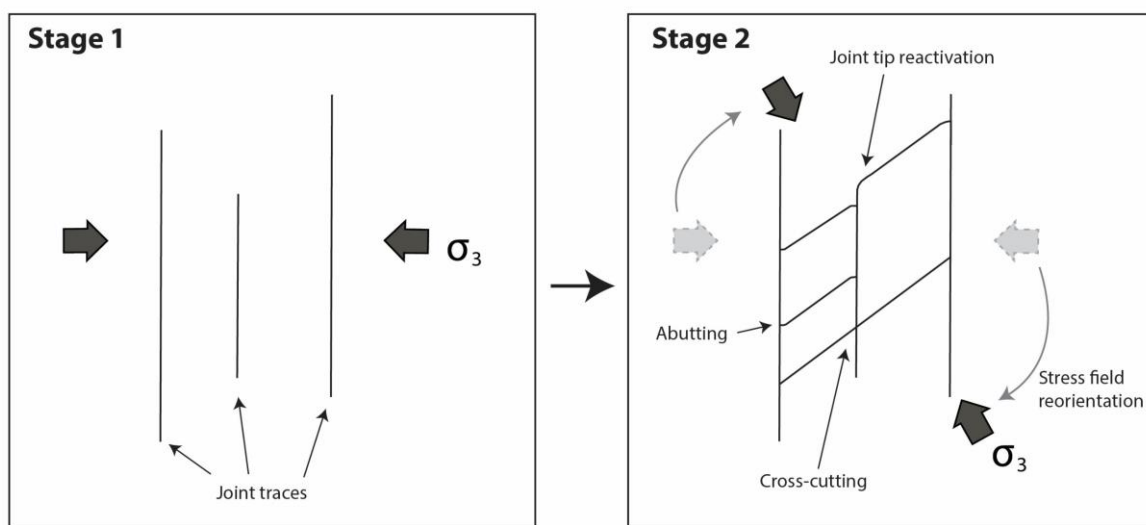 Stage 1
σ3
Joint traces
Stage 2
Joint tip reactivation
Abutting
Stress field
reorientation
σ3
Cross-cutting